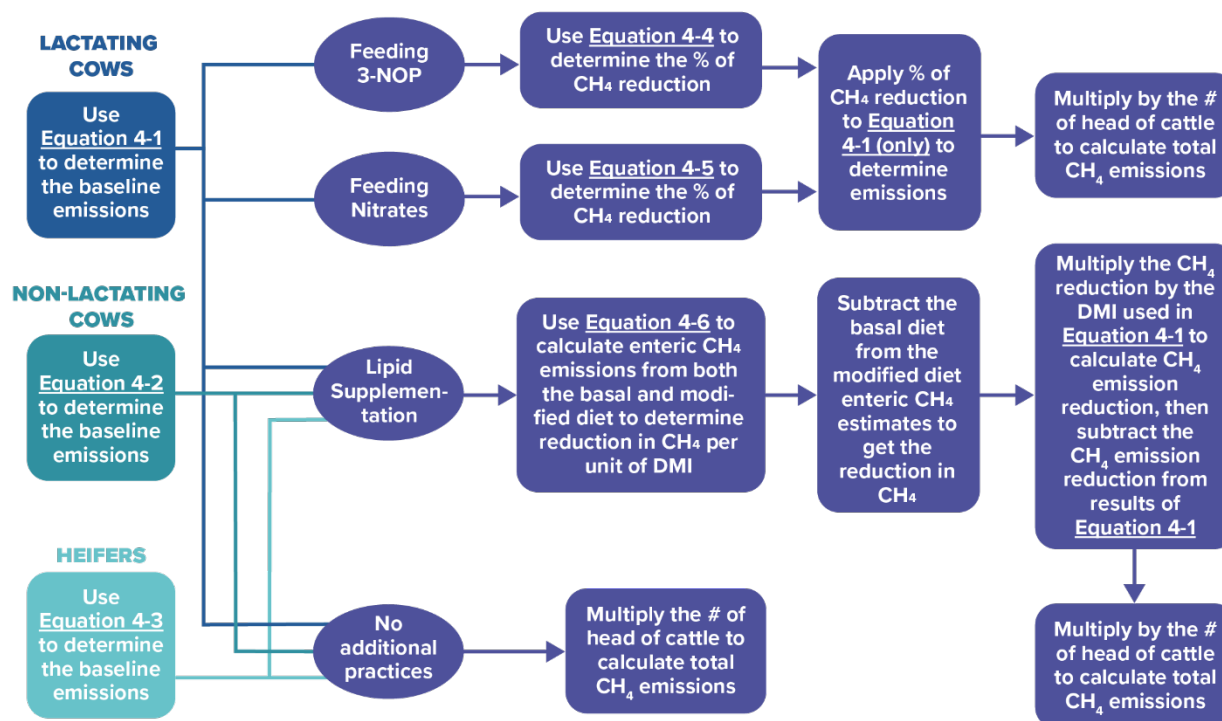 LACTATING
COWS
Use
Equation 4-1
to determine
the baseline
emissions
Feeding
3-NOP
Use Equation 4-4 to
determine the % of
CH₄ reduction
Apply % of
CH₄ reduction
to Equation
4-1 (only) to
determine
emissions
Multiply by the #
of head of cattle
to calculate total
CH₄ emissions
Feeding
Nitrates
Use Equation 4-5 to
determine the % of
CH₄ reduction
NON-LACTATING
COWS
Use
Equation 4-2
to determine
the baseline
emissions
Lipid
Supplemen-
tation
Use Equation 4-6 to
calculate enteric CH₄
emissions from both
the basal and modi-
fied diet to determine
reduction in CH₄ per
unit of DMI
Subtract the
basal diet
from the
modified diet
enteric CH₄
estimates to
get the
reduction in
CH₄
Multiply the CH₄
reduction by the
DMI used in
Equation 4-1 to
calculate CH₄
emission
reduction, then
subtract the
CH₄ emission
reduction from
results of
Equation 4-1
HEIFERS
Use
Equation 4-3
to determine
the baseline
emissions
No
additional
practices
Multiply the # of
head of cattle to
calculate total
CH₄ emissions
Multiply by the #
of head of cattle
to calculate total
CH₄ emissions